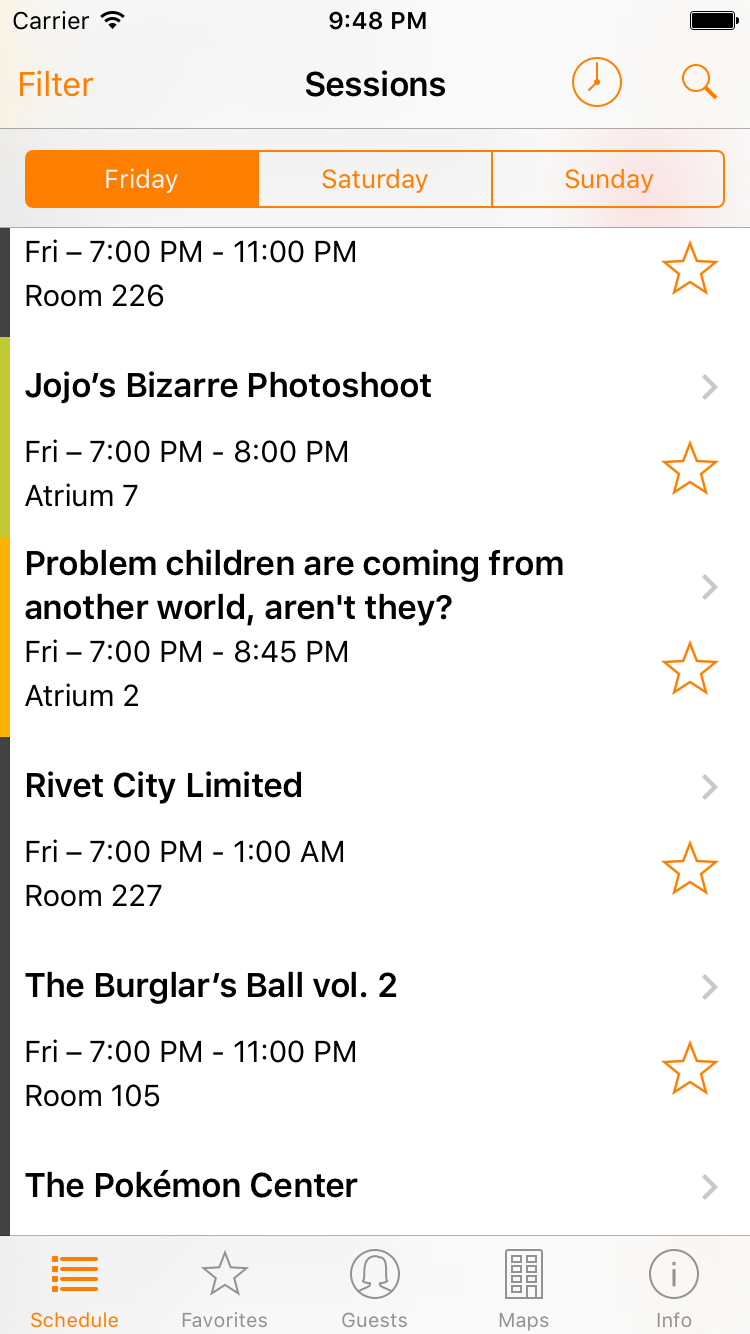 Carrier 9:48 PM
Filter Sessions
Friday Saturday Sunday
Fri – 7:00 PM - 11:00 PM
Room 226
Jojo’s Bizarre Photoshoot
Fri – 7:00 PM - 8:00 PM
Atrium 7
Problem children are coming from
another world, aren't they?
Fri – 7:00 PM - 8:45 PM
Atrium 2
Rivet City Limited
Fri – 7:00 PM - 1:00 AM
Room 227
The Burglar’s Ball vol. 2
Fri – 7:00 PM - 11:00 PM
Room 105
The Pokémon Center
Schedule Favorites Guests Maps Info